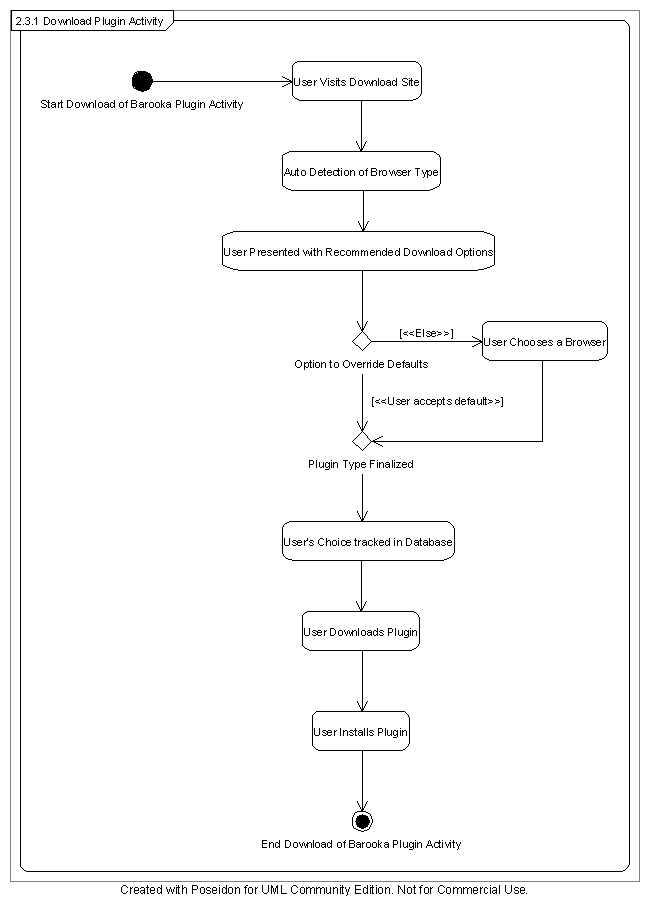 2.3.1 Download Plugin Activity
User Visits Download Site
Start Download of Barooka Plugin Activity
Auto Detection of Browser Type
User Presented with Recommended Download Options
[<<Else>>]
User Chooses a Browser
Option to Override Defaults
[<<User accepts default>>]
Plugin Type Finalized
User's Choice tracked in Database
User Downloads Plugin
User Installs Plugin
End Download of Barooka Plugin Activity
Created with Poseidon for UML Community Edition. Not for Commercial Use.